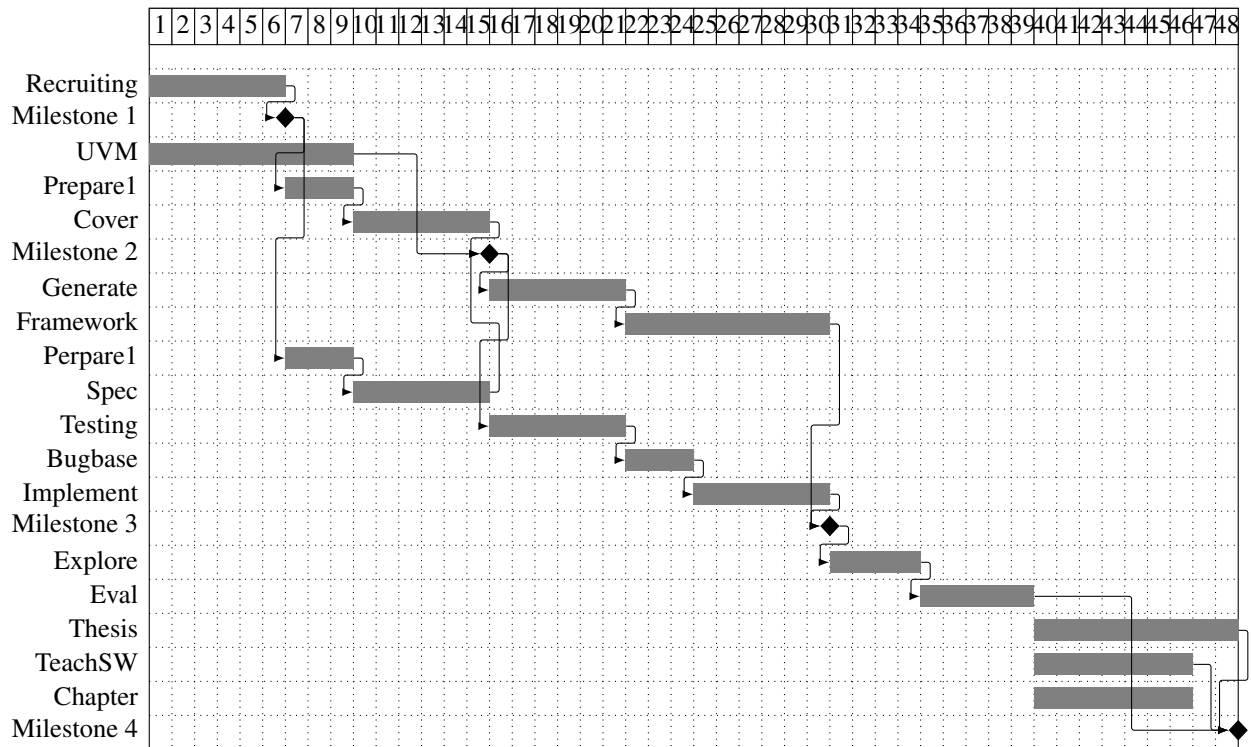 1 2 3 4 5 6 7 8 9 10 11 12 13 14 15 16 17 18 19 20 21 22 23 24 25 26 27 28 29 30 31 32 33 34 35 36 37 38 39 40 41 42 43 44 45 46 47 48
Recruiting
Milestone 1
UVM
Prepare1
Cover
Milestone 2
Generate
Framework
Perpare1
Spec
Testing
Bugbase
Implement
Milestone 3
Explore
Eval
Thesis
TeachSW
Chapter
Milestone 4